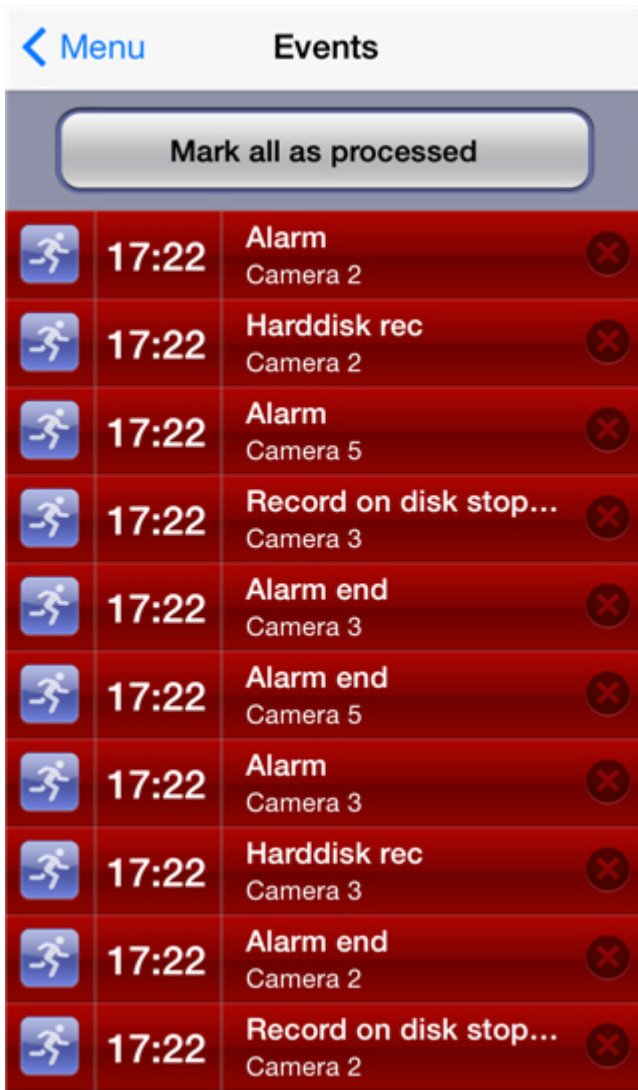 Menu
Events
Mark all as processed
17:22
Alarm
Camera 2
17:22
Harddisk rec
Camera 2
17:22
Alarm
Camera 5
17:22
Record on disk stop...
Camera 3
17:22
Alarm end
Camera 3
17:22
Alarm end
Camera 5
17:22
Alarm
Camera 3
17:22
Harddisk rec
Camera 3
17:22
Alarm end
Camera 2
17:22
Record on disk stop...
Camera 2